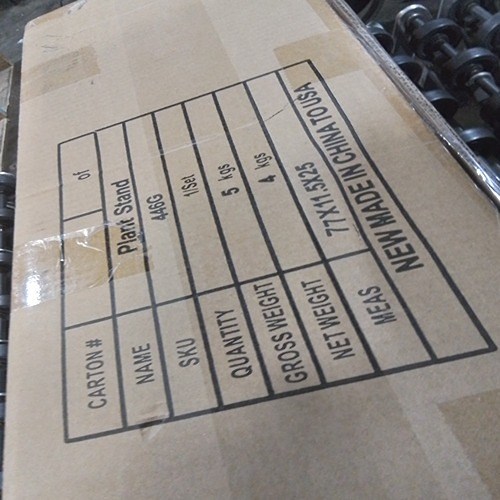 CARTON # of
NAME Plant Stand
SKU 446G
QUANTITY 1/Set
GROSS WEIGHT 5 kgs
NET WEIGHT 4 kgs
MEAS 77X11.5X25
NEW MADE IN CHINA TO USA